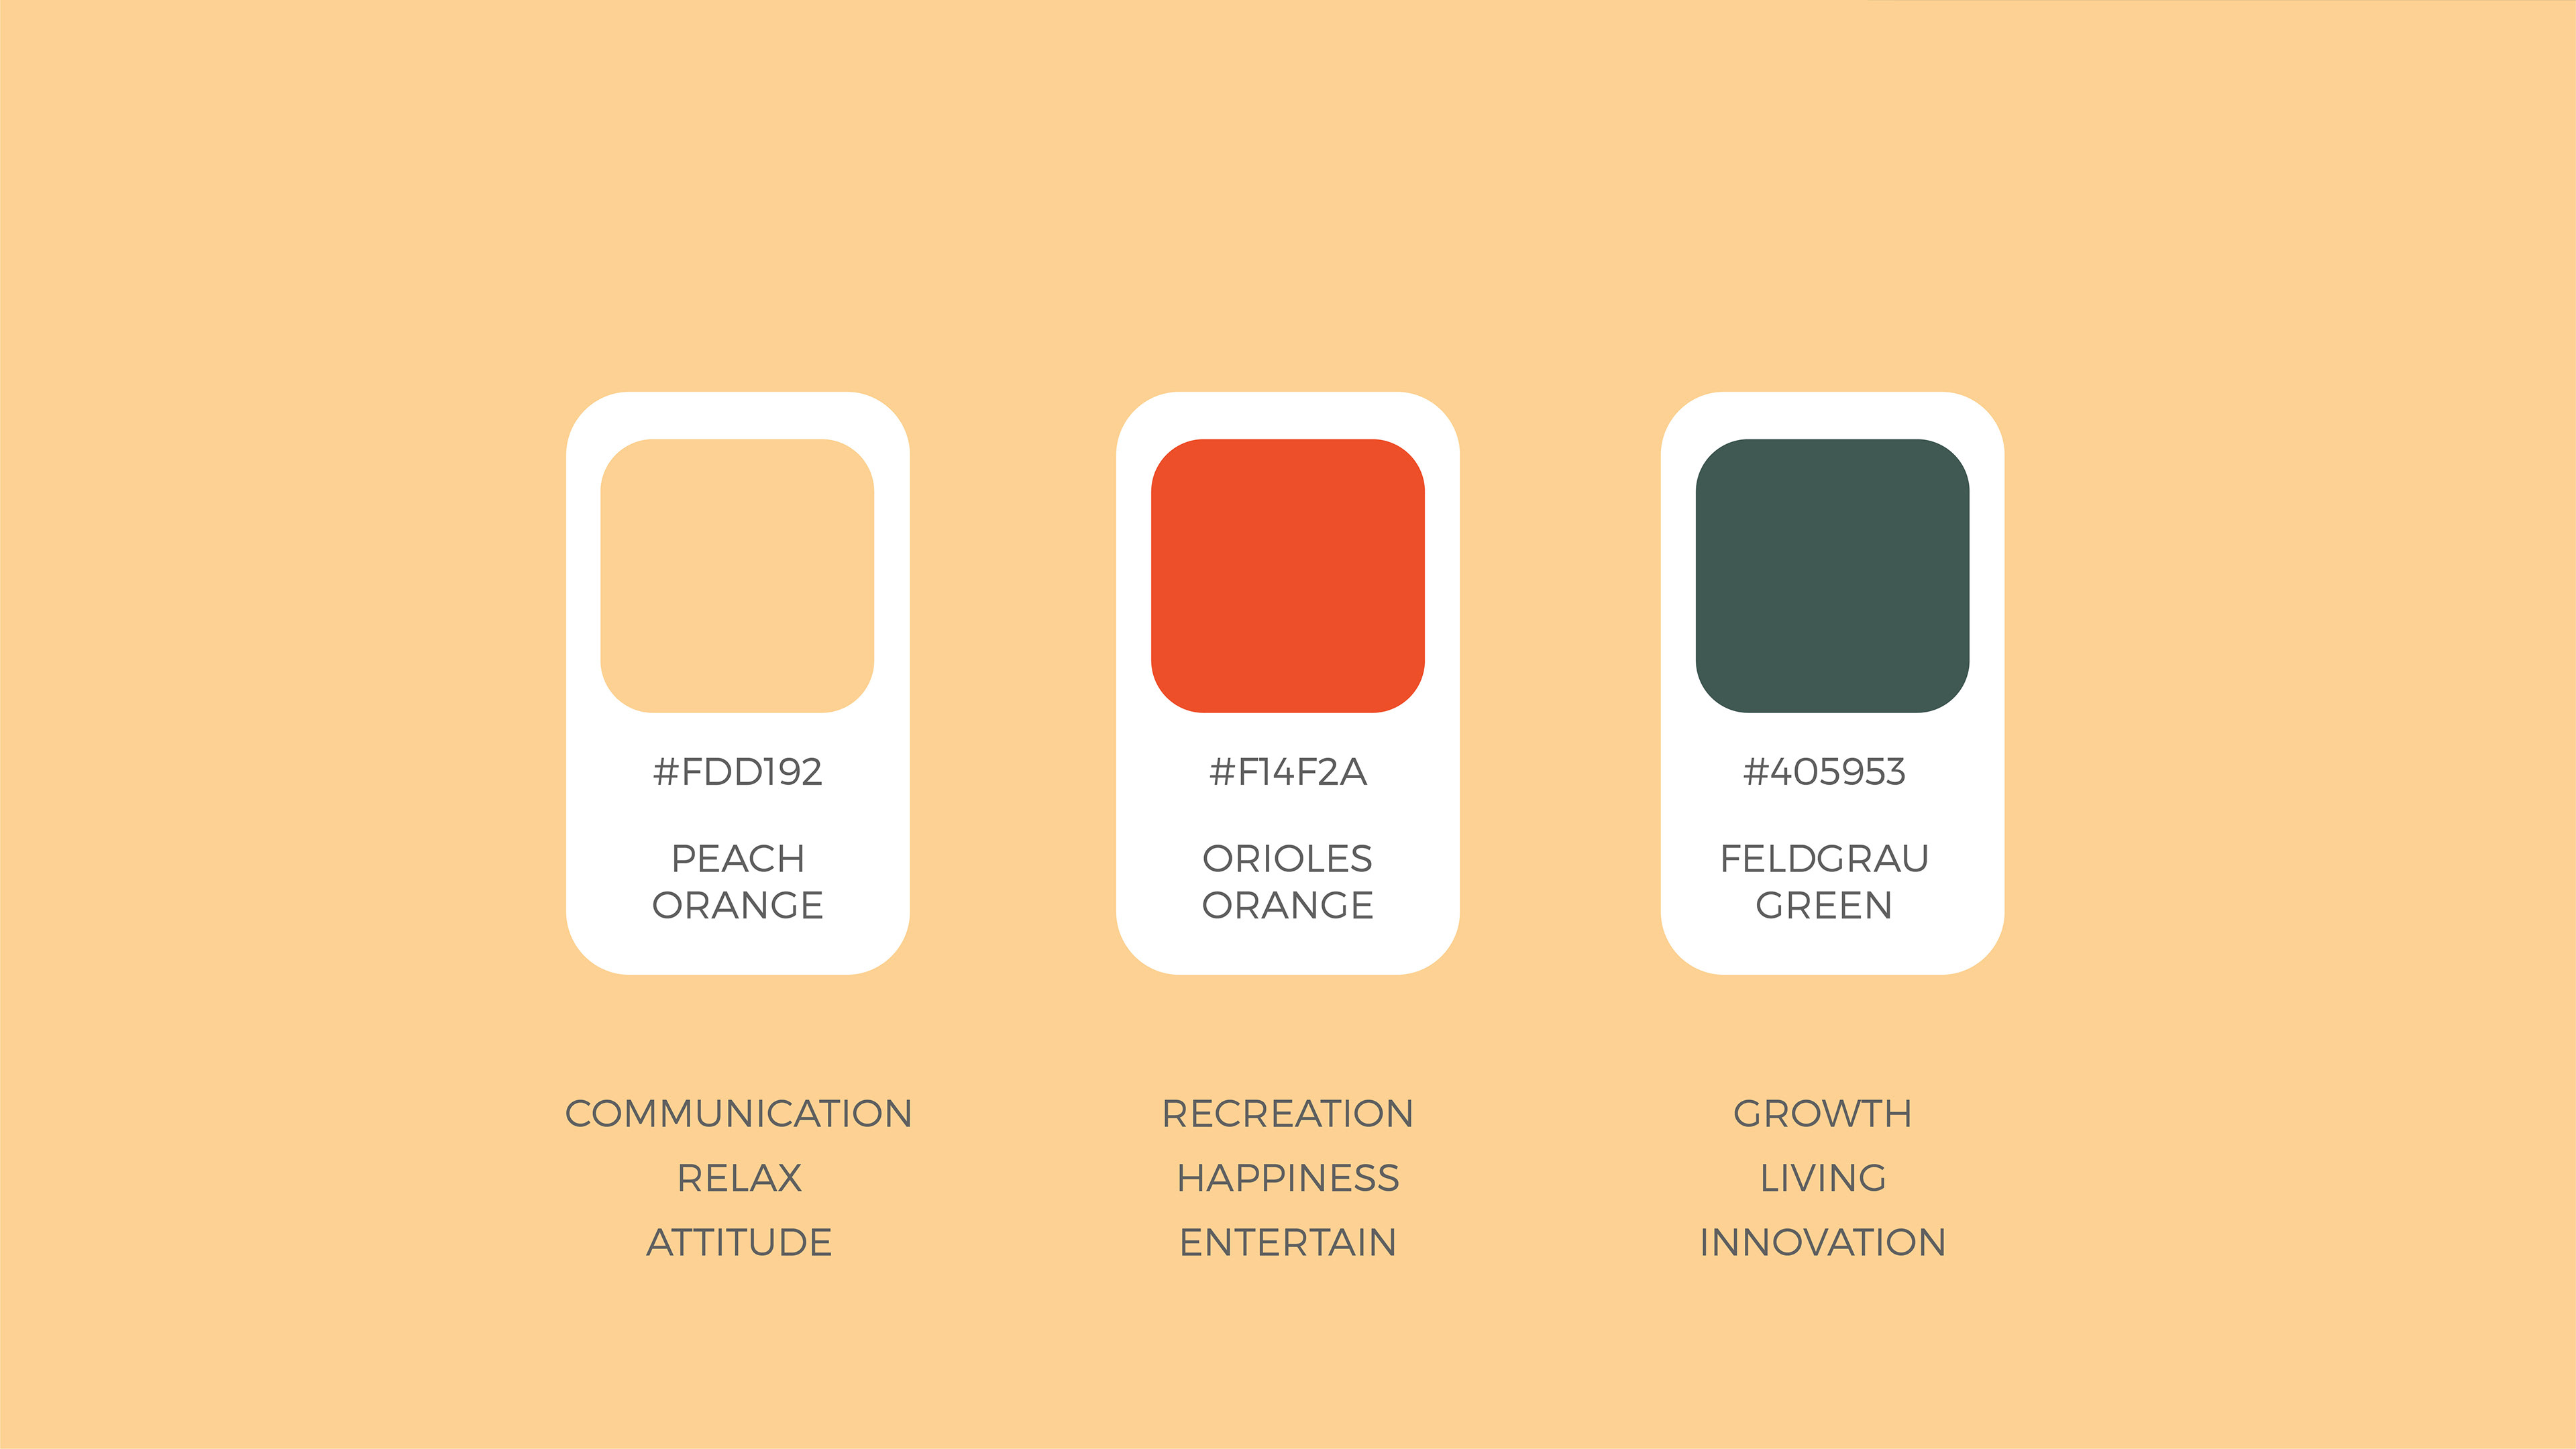 #FDD192
PEACH
ORANGE
COMMUNICATION
RELAX
ATTITUDE
#F14F2A
ORIOLES
ORANGE
RECREATION
HAPPINESS
ENTERTAIN
#405953
FELDGRAU
GREEN
GROWTH
LIVING
INNOVATION